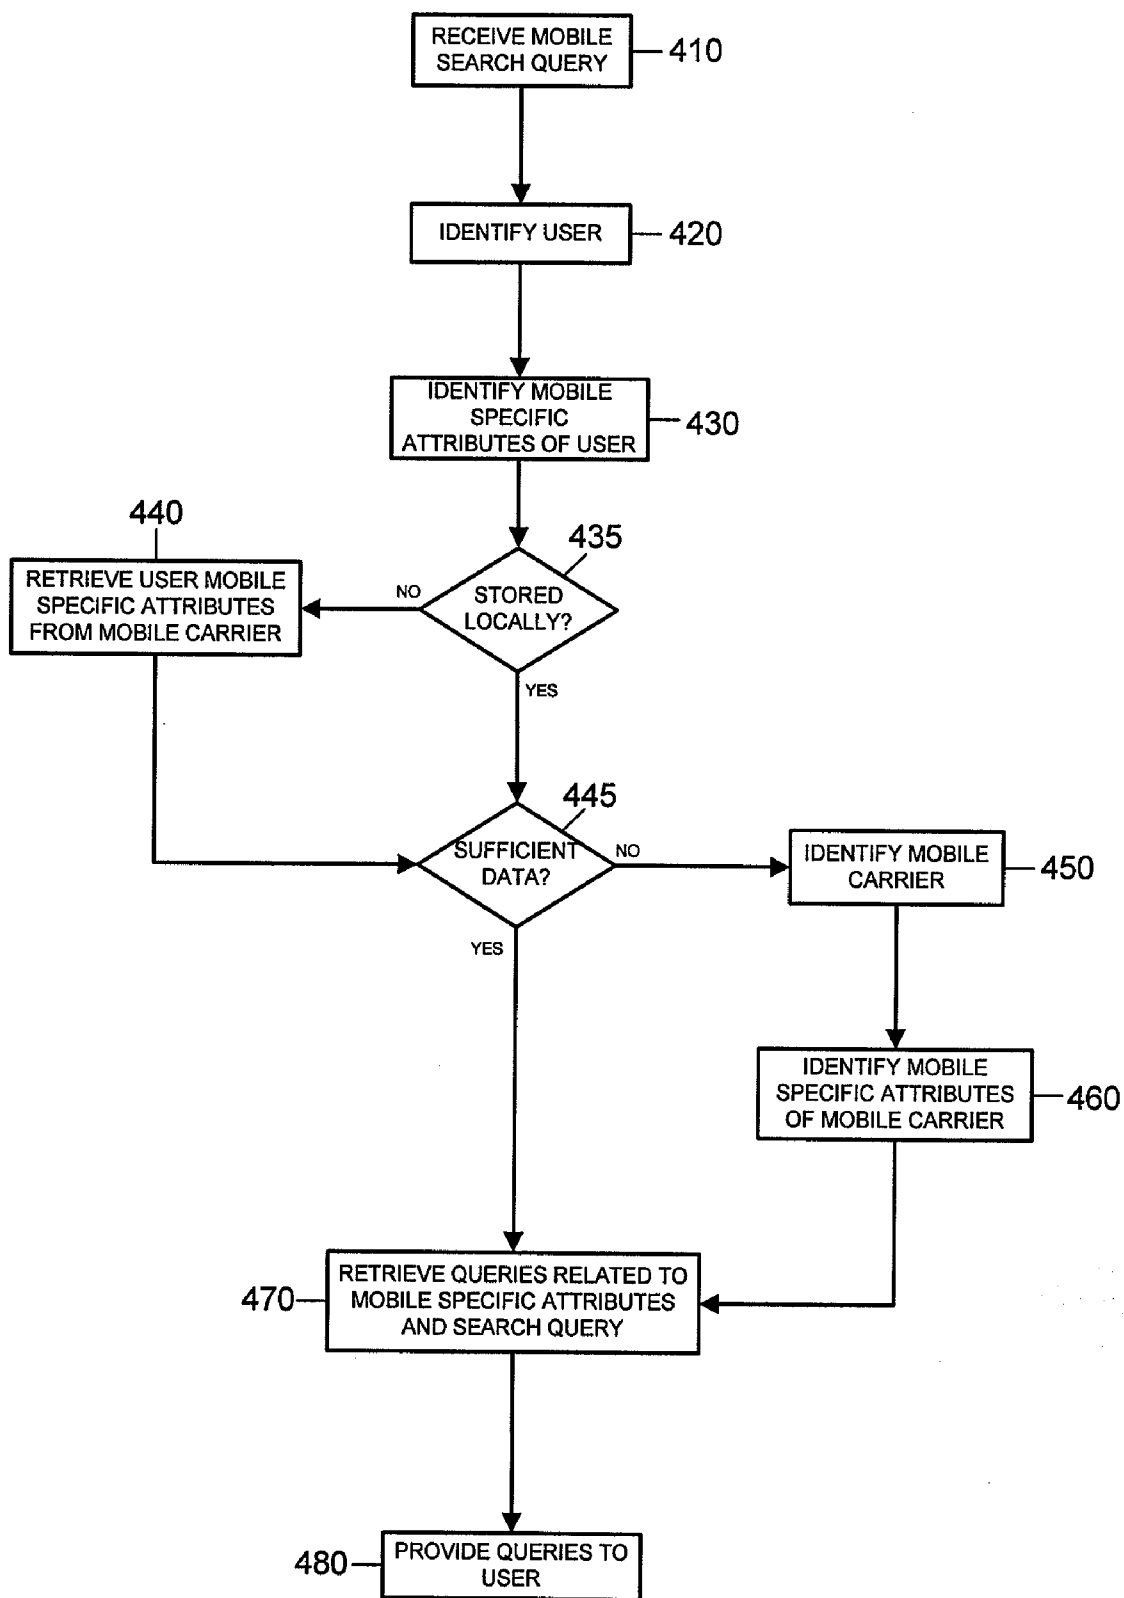 RECEIVE MOBILE
SEARCH QUERY
410
IDENTIFY USER
420
IDENTIFY MOBILE
SPECIFIC
ATTRIBUTES OF USER
430
435
STORED
LOCALLY?
NO
YES
440
RETRIEVE USER MOBILE
SPECIFIC ATTRIBUTES
FROM MOBILE CARRIER
445
SUFFICIENT
DATA?
NO
YES
IDENTIFY MOBILE
CARRIER
450
IDENTIFY MOBILE
SPECIFIC ATTRIBUTES
OF MOBILE CARRIER
460
RETRIEVE QUERIES RELATED TO
MOBILE SPECIFIC ATTRIBUTES
AND SEARCH QUERY
470
PROVIDE QUERIES TO
USER
480